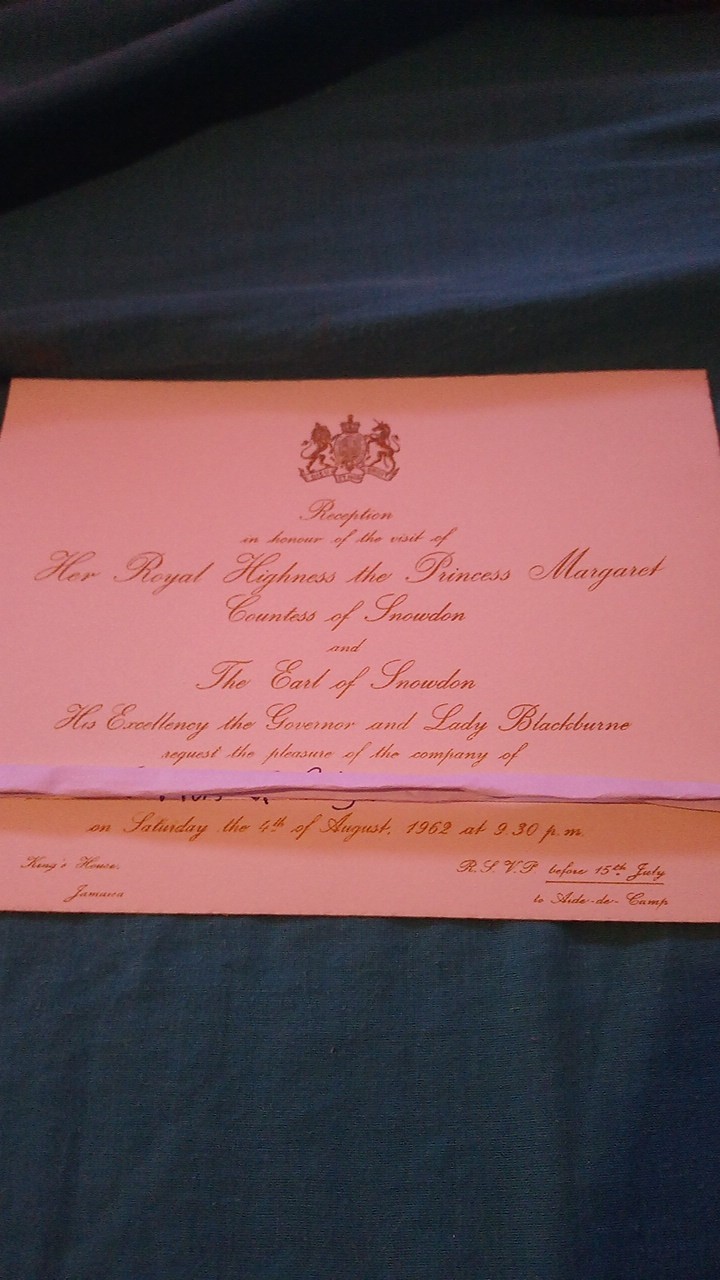 Reception
in honour of the visit of
Her Royal Highness the Princess Margaret
Countess of Snowdon
and
The Earl of Snowdon
His Excellency the Governor and Lady Blackburne
request the pleasure of the company of
on Saturday the 4th of August, 1962 at 9.30 p.m.
King's House,
Jamaica
R.S.V.P. before 15th July
to Aide-de-Camp